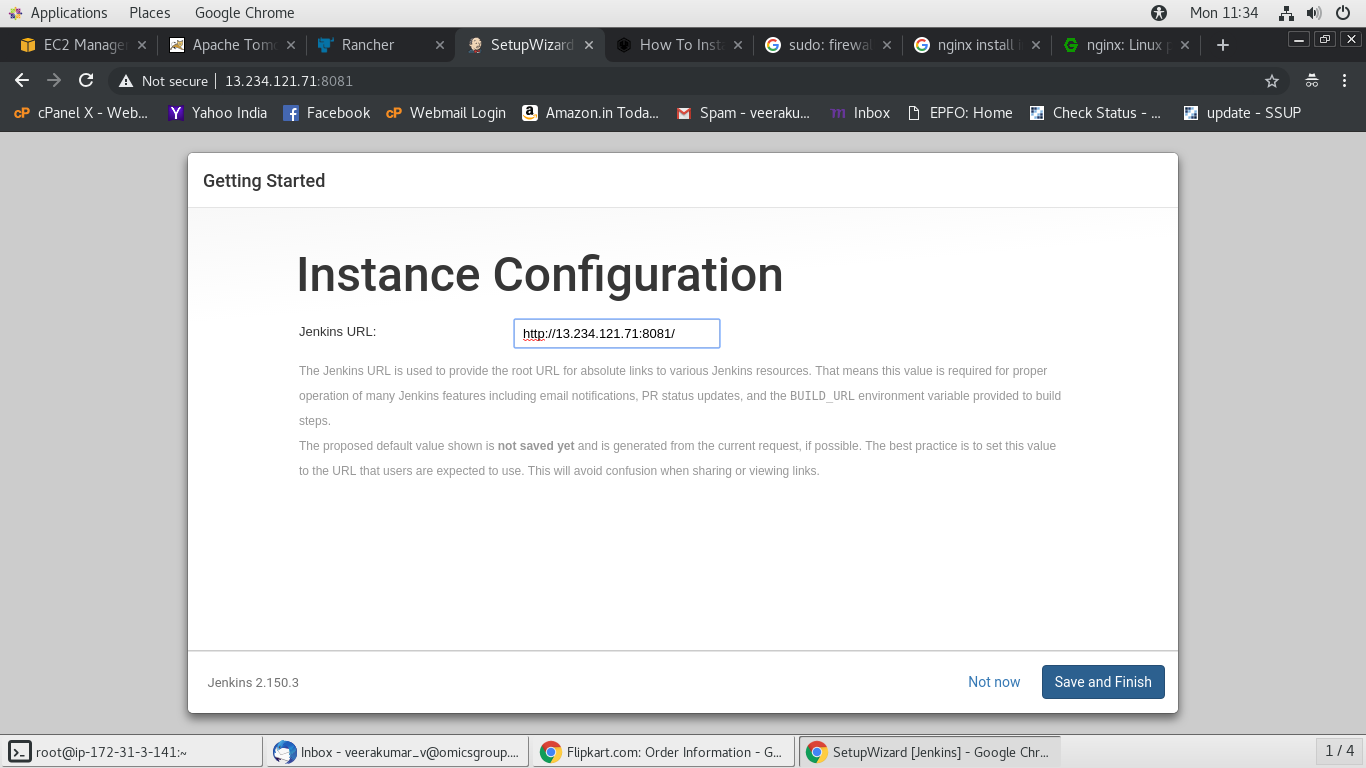 Applications Places Google Chrome Mon 11:34
EC2 Manage Apache Tom Rancher SetupWizard How To Inst sudo: firewal nginx install nginx: Linux
Not secure 13.234.121.71:8081
cPanel X - Web... Yahoo India Facebook Webmail Login Amazon.in Toda... Spam - veeraku... Inbox EPFO: Home Check Status - ... update - SSUP
Getting Started
Instance Configuration
Jenkins URL: http://13.234.121.71:8081/
The Jenkins URL is used to provide the root URL for absolute links to various Jenkins resources. That means this value is required for proper
operation of many Jenkins features including email notifications, PR status updates, and the BUILD_URL environment variable provided to build
steps.
The proposed default value shown is not saved yet and is generated from the current request, if possible. The best practice is to set this value
to the URL that users are expected to use. This will avoid confusion when sharing or viewing links.
Jenkins 2.150.3 Not now Save and Finish
root@ip-172-31-3-141:~ Inbox - veerakumar_v@omicsgroup.... Flipkart.com: Order Information - G... SetupWizard [Jenkins] - Google Chr... 1 / 4